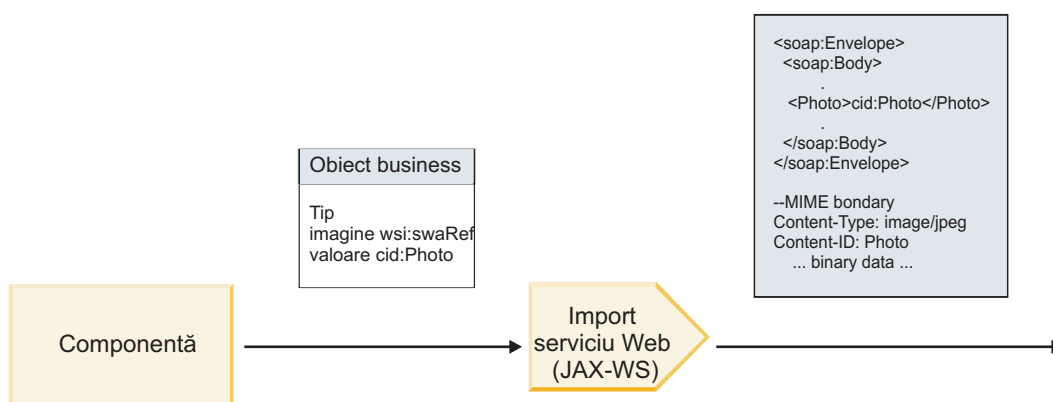 Componentă
Obiect business
Tip
imagine wsi:swaRef
valoare cid:Photo
Import
serviciu Web
(JAX-WS)
<soap:Envelope>
<soap:Body>
.
<Photo>cid:Photo</Photo>
.
</soap:Body>
</soap:Envelope>
--MIME bondary
Content-Type: image/jpeg
Content-ID: Photo
... binary data ...